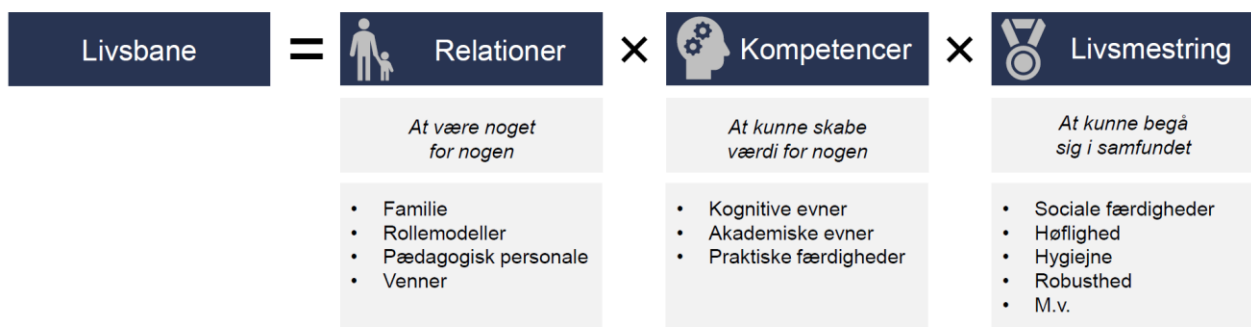 Livsbane = Relationer × Kompetencer × Livsmestring
At være noget
for nogen
At kunne skabe
værdi for nogen
At kunne begå
sig i samfundet
• Familie
• Rollemodeller
• Pædagogisk personale
• Venner
• Kognitive evner
• Akademiske evner
• Praktiske færdigheder
• Sociale færdigheder
• Høflighed
• Hygiejne
• Robusthed
• M.v.